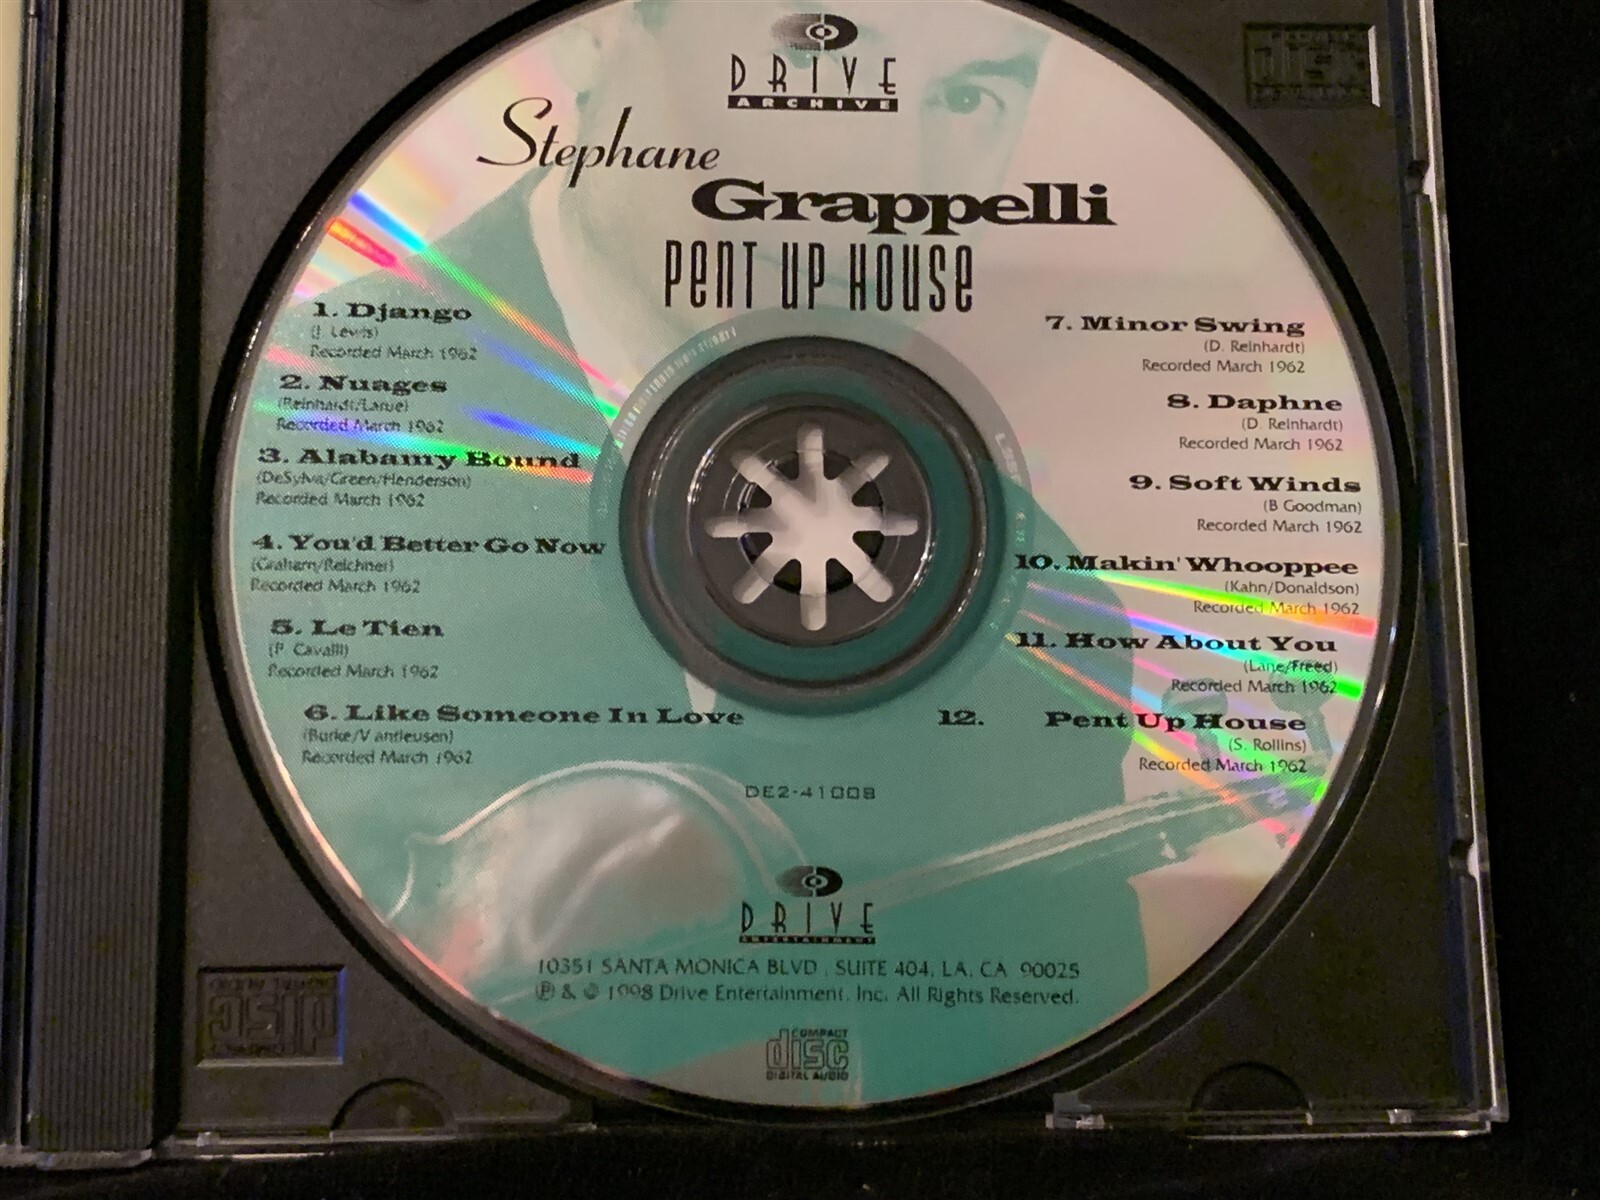 DRIVE
ARCHIVE
Stephane
Grappelli
Pent Up House
1. Django
(J. Lewis)
Recorded March 1962
2. Nuages
(Reinhardt/Larue)
Recorded March 1962
3. Alabamy Bound
(DeSylva/Green/Henderson)
Recorded March 1962
4. You'd Better Go Now
(Graham/Reichner)
Recorded March 1962
5. Le Tien
(P. Cavalli)
Recorded March 1962
6. Like Someone In Love
(Burke/V antleusen)
Recorded March 1962
7. Minor Swing
(D. Reinhardt)
Recorded March 1962
8. Daphne
(D. Reinhardt)
Recorded March 1962
9. Soft Winds
(B Goodman)
Recorded March 1962
10. Makin' Whooppee
(Kahn/Donaldson)
Recorded March 1962
11. How About You
(Lane/Freed)
Recorded March 1962
12. Pent Up House
(S. Rollins)
Recorded March 1962
DE2-41008
DRIVE
ENTERTAINMENT
10351 SANTA MONICA BLVD., SUITE 404, LA, CA 90025
℗ & © 1998 Drive Entertainment, Inc. All Rights Reserved.
COMPACT
disc
DIGITAL AUDIO
COMPACT
disc
DIGITAL AUDIO